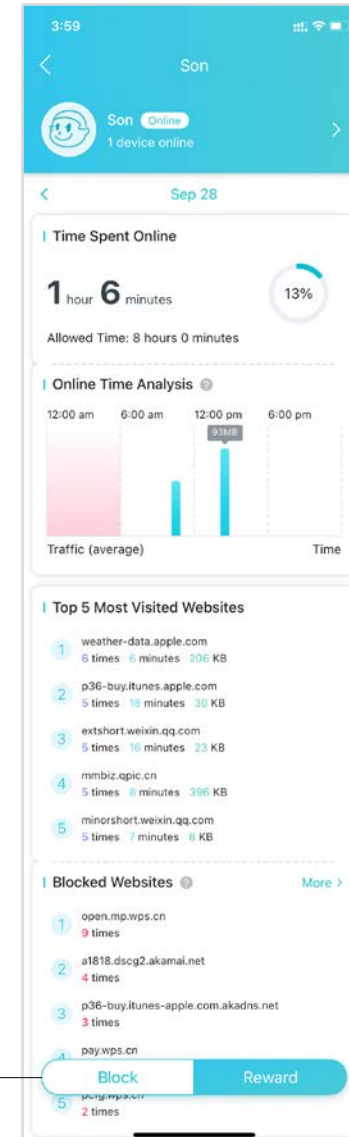 3:59
Son
Son Online
1 device online
Sep 28
Time Spent Online
1 hour 6 minutes
13%
Allowed Time: 8 hours 0 minutes
Online Time Analysis
12:00 am 6:00 am 12:00 pm 6:00 pm
93MB
Traffic (average) Time
Top 5 Most Visited Websites
1 weather-data.apple.com
6 times 6 minutes 206 KB
2 p36-buy.itunes.apple.com
5 times 18 minutes 30 KB
3 extshort.weixin.qq.com
5 times 16 minutes 23 KB
4 mmbiz.qpic.cn
5 times 8 minutes 396 KB
5 minorshort.weixin.qq.com
5 times 7 minutes 8 KB
Blocked Websites More
1 open.mp.wps.cn
9 times
2 a1818.dscg2.akamai.net
4 times
3 p36-buy.itunes-apple.com.akadns.net
3 times
4 pay.wps.cn
Block Reward
5
2 times